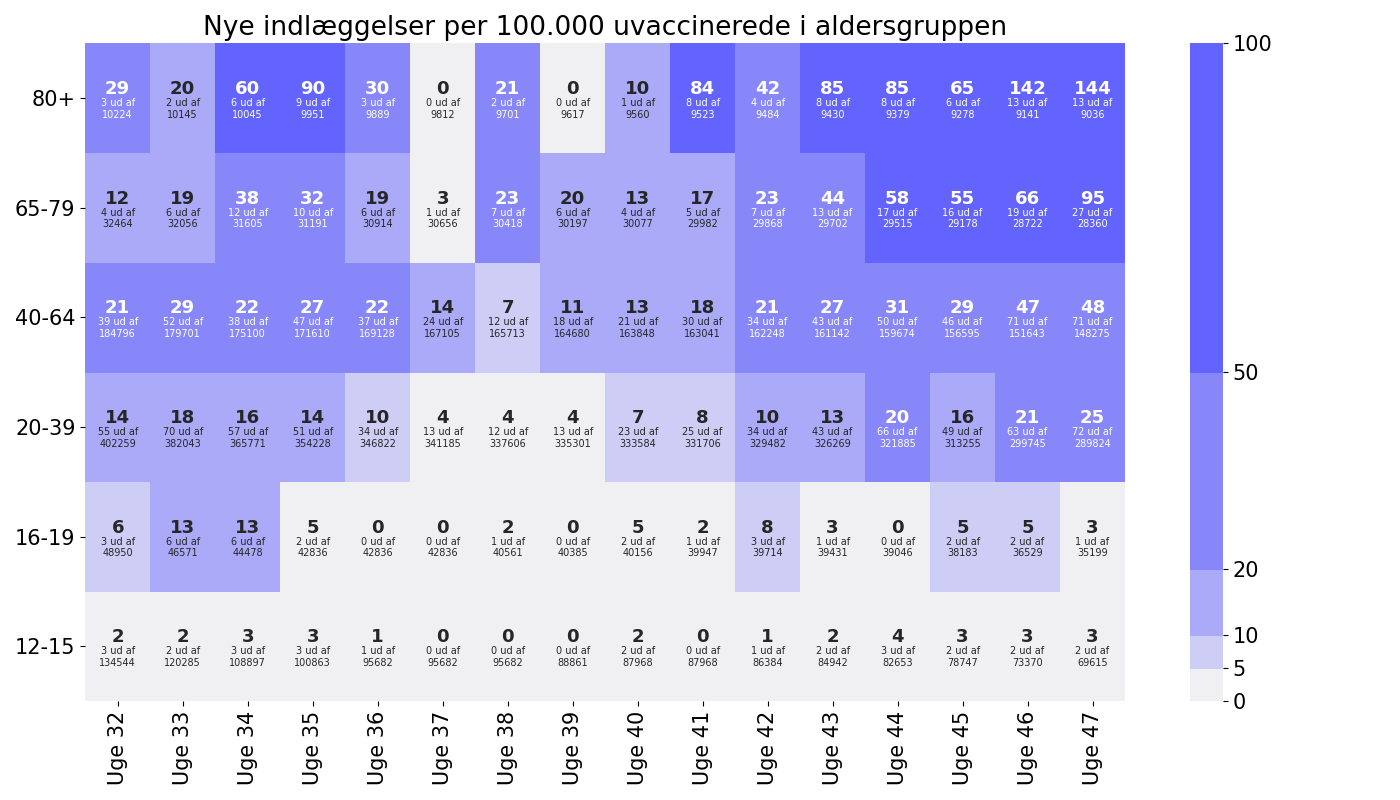 Nye indlæggelser per 100.000 uvaccinerede i aldersgruppen
80+
29 20 60 90 30 0 21 0 10 84 42 85 85 65 142 144
3 ud af 2 ud af 6 ud af 9 ud af 3 ud af 0 ud af 2 ud af 0 ud af 1 ud af 8 ud af 4 ud af 8 ud af 8 ud af 6 ud af 13 ud af 13 ud af
10224 10145 10045 9951 9889 9812 9701 9617 9560 9523 9484 9430 9379 9278 9141 9036
65-79
12 19 38 32 19 3 23 20 13 17 23 44 58 55 66 95
4 ud af 6 ud af 12 ud af 10 ud af 6 ud af 1 ud af 7 ud af 6 ud af 4 ud af 5 ud af 7 ud af 13 ud af 17 ud af 16 ud af 19 ud af 27 ud af
32464 32056 31605 31191 30914 30656 30418 30197 30077 29982 29868 29702 29515 29178 28722 28360
40-64
21 29 22 27 22 14 7 11 13 18 21 27 31 29 47 48
39 ud af 52 ud af 38 ud af 47 ud af 37 ud af 24 ud af 12 ud af 18 ud af 21 ud af 30 ud af 34 ud af 43 ud af 50 ud af 46 ud af 71 ud af 71 ud af
184796 179701 175100 171610 169128 167105 165713 164680 163848 163041 162248 161142 159674 156595 151643 148275
20-39
14 18 16 14 10 4 4 4 7 8 10 13 20 16 21 25
55 ud af 70 ud af 57 ud af 51 ud af 34 ud af 13 ud af 12 ud af 13 ud af 23 ud af 25 ud af 34 ud af 43 ud af 66 ud af 49 ud af 63 ud af 72 ud af
402259 382043 365771 354228 346822 341185 337606 335301 333584 331706 329482 326269 321885 313255 299745 289824
16-19
6 13 13 5 0 0 2 0 5 2 8 3 0 5 5 3
3 ud af 6 ud af 6 ud af 2 ud af 0 ud af 0 ud af 1 ud af 0 ud af 2 ud af 1 ud af 3 ud af 1 ud af 0 ud af 2 ud af 2 ud af 1 ud af
48950 46571 44478 42836 42836 42836 40561 40385 40156 39947 39714 39431 39046 38183 36529 35199
12-15
2 2 3 3 1 0 0 0 2 0 1 2 4 3 3 3
3 ud af 2 ud af 3 ud af 3 ud af 1 ud af 0 ud af 0 ud af 0 ud af 2 ud af 0 ud af 1 ud af 2 ud af 3 ud af 2 ud af 2 ud af 2 ud af
134544 120285 108897 100863 95682 95682 95682 88861 87968 87968 86384 84942 82653 78747 73370 69615
Uge 32 Uge 33 Uge 34 Uge 35 Uge 36 Uge 37 Uge 38 Uge 39 Uge 40 Uge 41 Uge 42 Uge 43 Uge 44 Uge 45 Uge 46 Uge 47
100
50
20
10
5
0